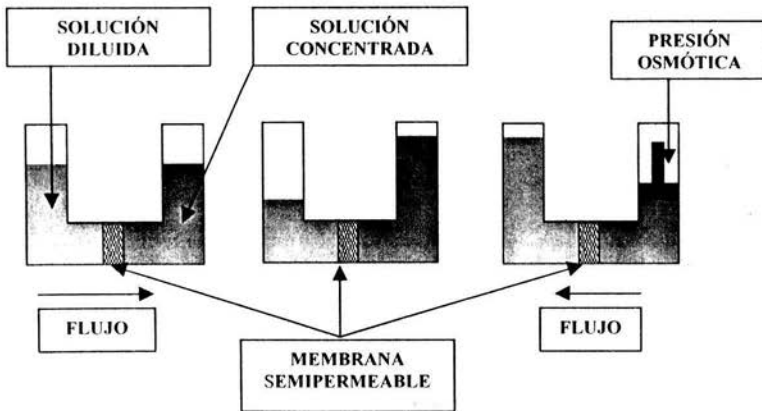 SOLUCIÓN
DILUIDA
SOLUCIÓN
CONCENTRADA
PRESIÓN
OSMÓTICA
FLUJO
FLUJO
MEMBRANA
SEMIPERMEABLE